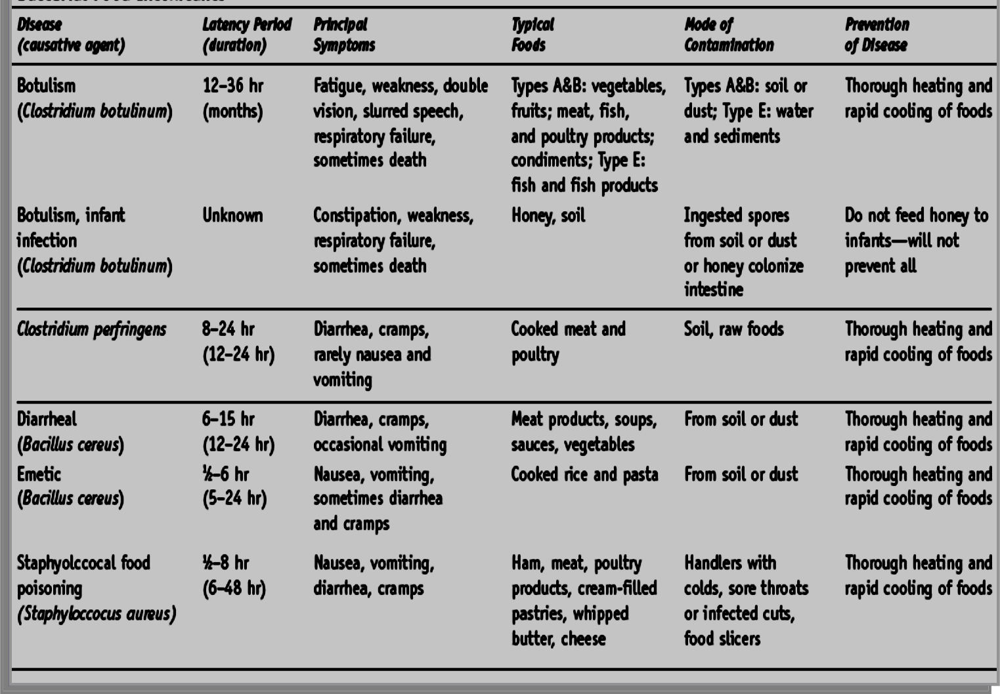 Disease Latency Period Principal Typical Mode of Prevention
(causative agent) (duration) Symptoms Foods Contamination of Disease
Botulism 12–36 hr Fatigue, weakness, double Types A&B: vegetables, Types A&B: soil or Thorough heating and
(Clostridium botulinum) (months) vision, slurred speech, fruits; meat, fish, dust; Type E: water rapid cooling of foods
respiratory failure, and poultry products; and sediments
sometimes death condiments; Type E:
fish and fish products
Botulism, infant Unknown Constipation, weakness, Honey, soil Ingested spores Do not feed honey to
infection respiratory failure, from soil or dust infants—will not
(Clostridium botulinum) sometimes death or honey colonize prevent all
intestine
Clostridium perfringens 8–24 hr Diarrhea, cramps, Cooked meat and Soil, raw foods Thorough heating and
(12–24 hr) rarely nausea and poultry rapid cooling of foods
vomiting
Diarrheal 6–15 hr Diarrhea, cramps, Meat products, soups, From soil or dust Thorough heating and
(Bacillus cereus) (12–24 hr) occasional vomiting sauces, vegetables rapid cooling of foods
Emetic ½–6 hr Nausea, vomiting, Cooked rice and pasta From soil or dust Thorough heating and
(Bacillus cereus) (5–24 hr) sometimes diarrhea rapid cooling of foods
and cramps
Staphyolccocal food ½–8 hr Nausea, vomiting, Ham, meat, poultry Handlers with Thorough heating and
poisoning (6–48 hr) diarrhea, cramps products, cream-filled colds, sore throats rapid cooling of foods
(Staphyloccocus aureus) pastries, whipped or infected cuts,
butter, cheese food slicers